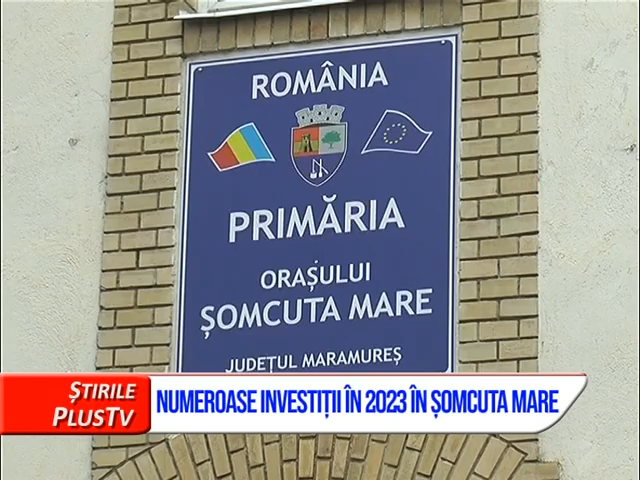 ROMÂNIA
PRIMĂRIA
ORAȘULUI
ȘOMCUTA MARE
JUDEȚUL MARAMUREȘ
ȘTIRILE
PLUSTV
NUMEROASE INVESTIȚII ÎN 2023 ÎN ȘOMCUTA MARE